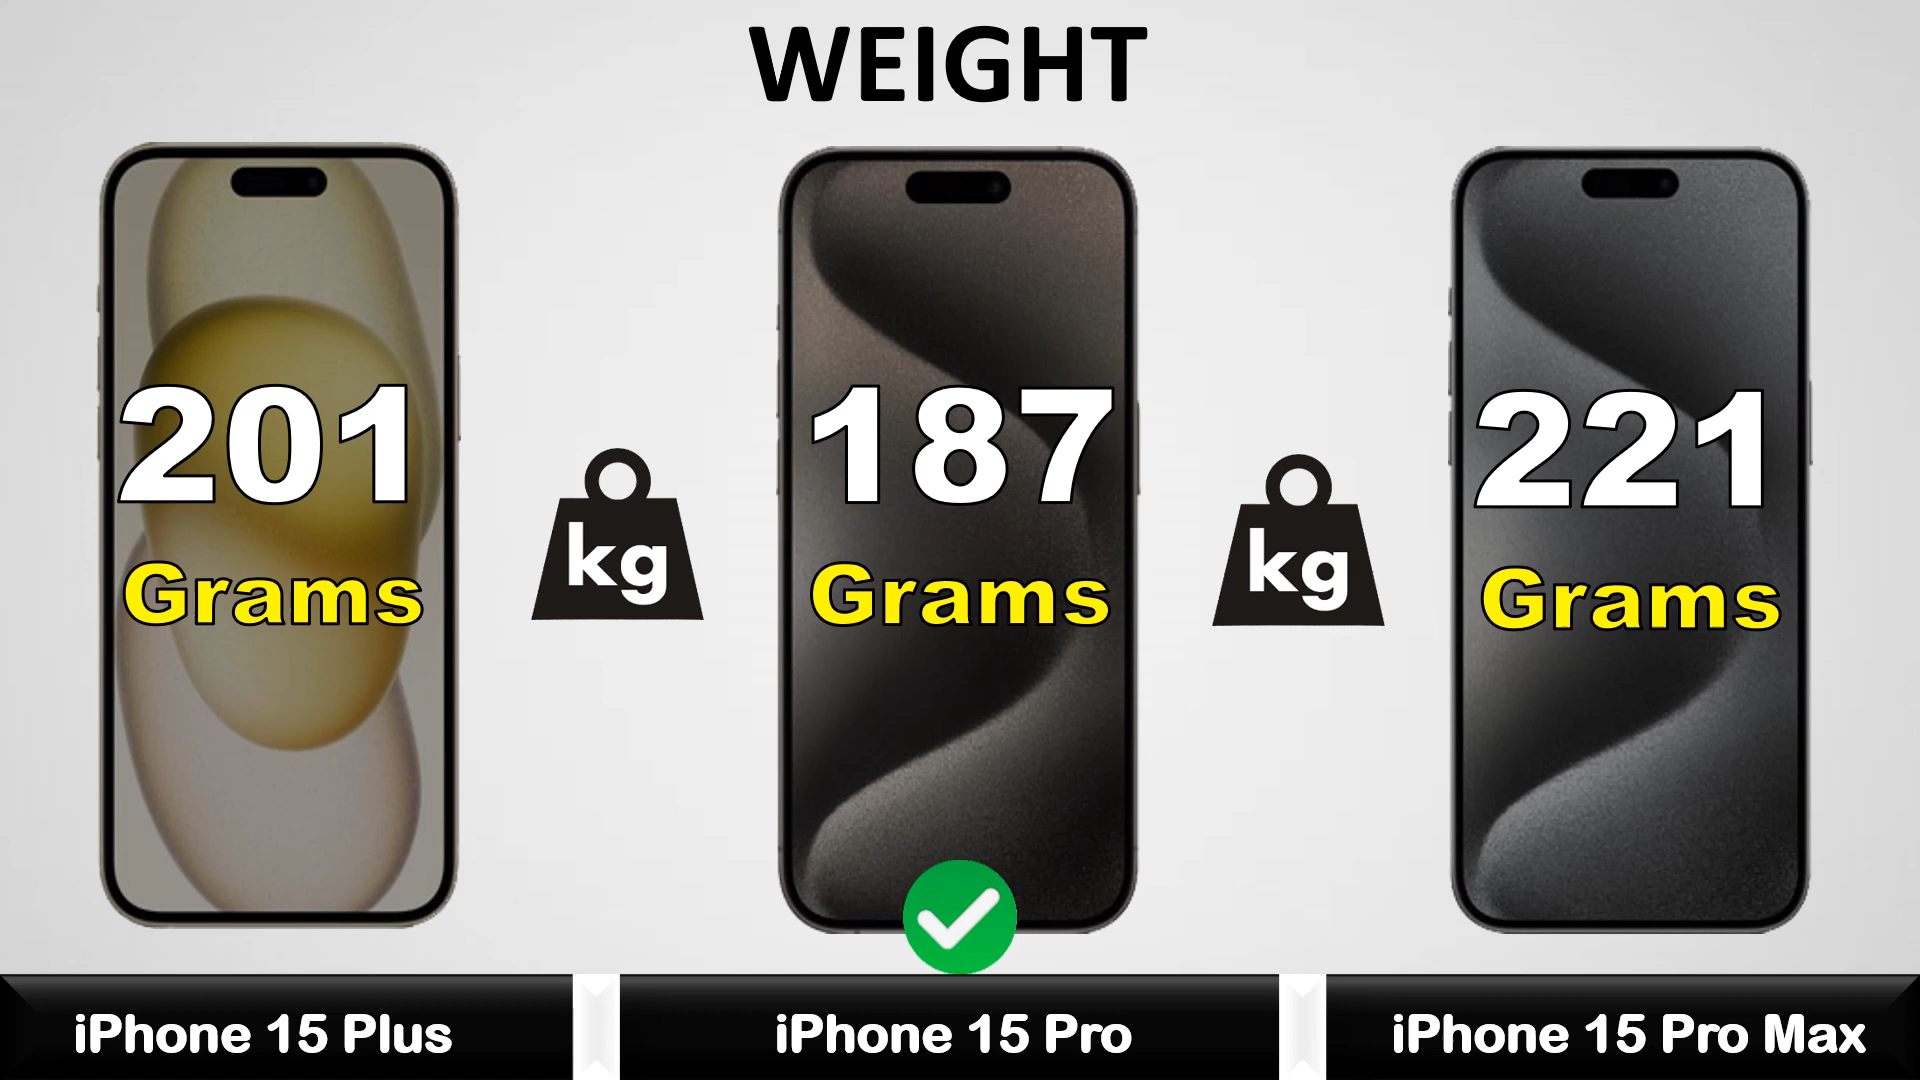 WEIGHT
201
Grams
kg
187
Grams
kg
221
Grams
iPhone 15 Plus
iPhone 15 Pro
iPhone 15 Pro Max